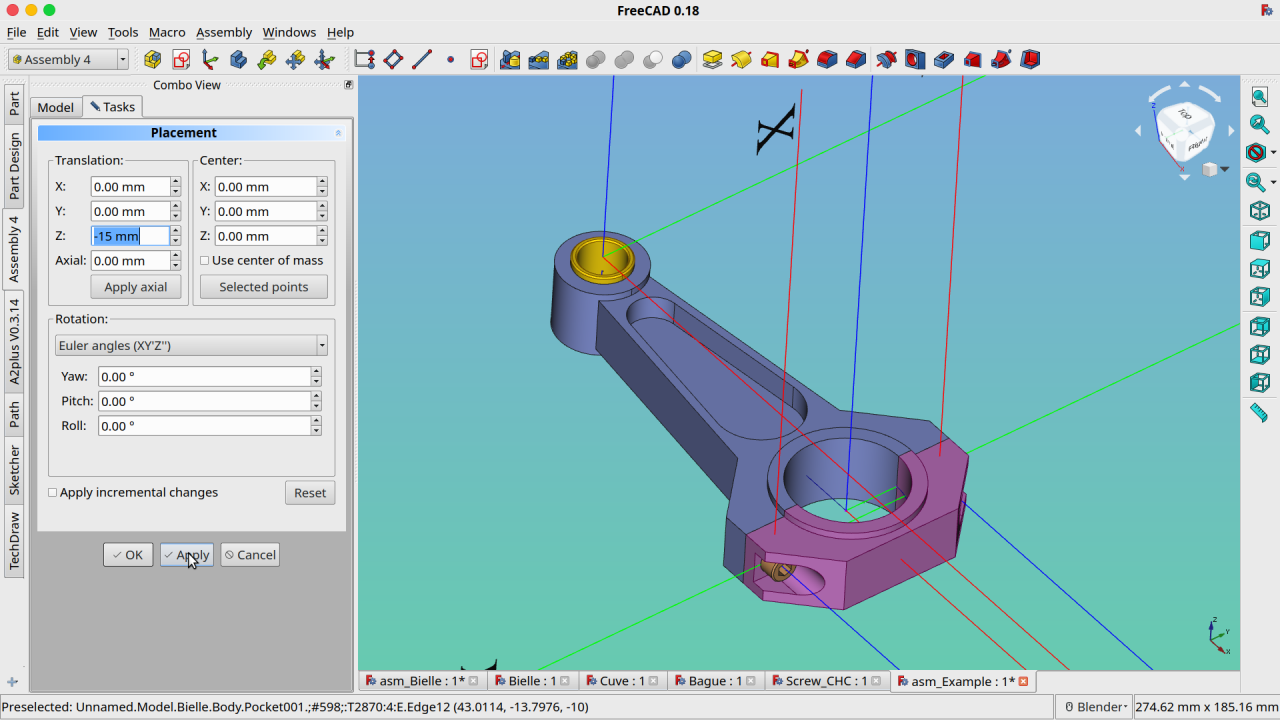 FreeCAD 0.18
File Edit View Tools Macro Assembly Windows Help
Assembly 4
Combo View
Model Tasks
Placement
Translation:
X: 0.00 mm
Y: 0.00 mm
Z: -15 mm
Axial: 0.00 mm
Apply axial
Center:
X: 0.00 mm
Y: 0.00 mm
Z: 0.00 mm
Use center of mass
Selected points
Rotation:
Euler angles (XY'Z'')
Yaw: 0.00 °
Pitch: 0.00 °
Roll: 0.00 °
Apply incremental changes
Reset
OK Apply Cancel
Part
Part Design
Assembly 4
A2plus V0.3.14
Path
Sketcher
TechDraw
X
Top
Right
Z
X
Z
Y
X
asm_Bielle : 1* Bielle : 1 Cuve : 1 Bague : 1 Screw_CHC : 1 asm_Example : 1*
Preselected: Unnamed.Model.Bielle.Body.Pocket001.;#598;:T2870:4:E.Edge12 (43.0114, -13.7976, -10)
Blender 274.62 mm x 185.16 mm